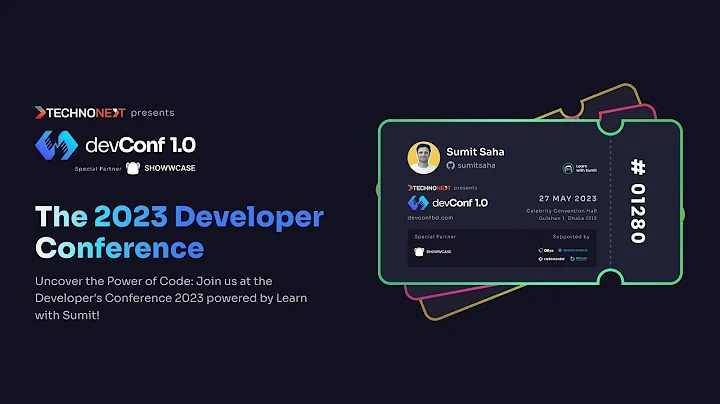 TECHNONEXT presents
devConf 1.0
Special Partner SHOWWCASE
The 2023 Developer
Conference
Uncover the Power of Code: Join us at the
Developer's Conference 2023 powered by Learn
with Sumit!
Sumit Saha
sumitsaha
Learn
with Sumit
TECHNONEXT presents
devConf 1.0
devconfbd.com
27 MAY 2023
Celebrity Convention Hall
Gulshan 1, Dhaka 1212
Special Partner
SHOWWCASE
Supported by
# 01280